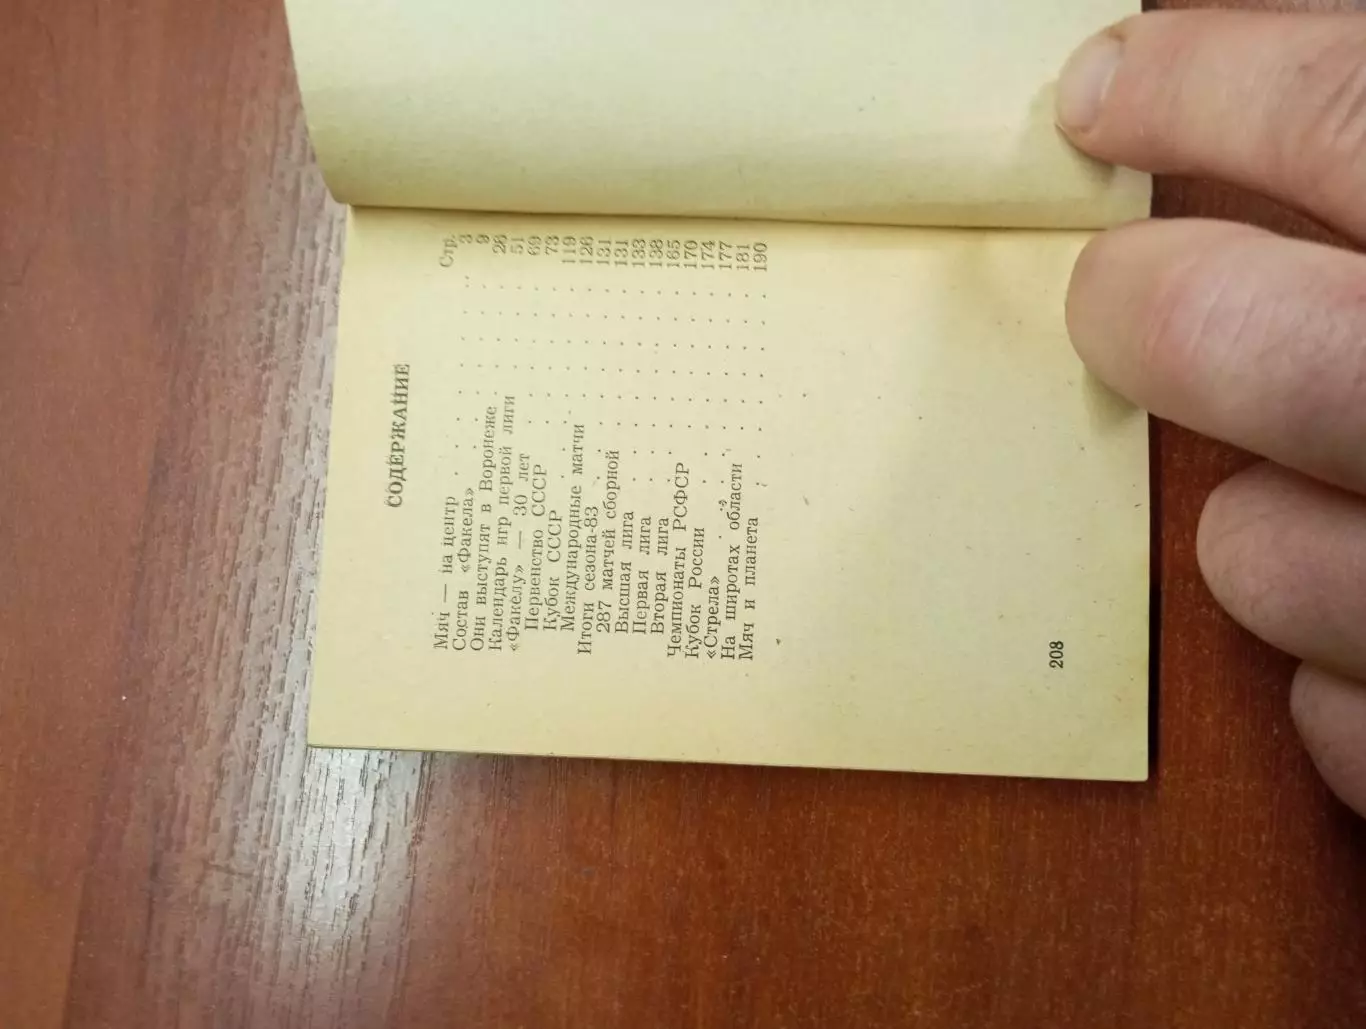 СОДЕРЖАНИЕ
Стр.
Мяч — на центр . . . . . . 3
Состав «Факела» . . . . . 9
Они выступят в Воронеже . . . . 28
Календарь игр первой лиги . . . . 51
«Факелу» — 30 лет . . . . . 69
Первенство СССР . . . . . 73
Кубок СССР . . . . . . 119
Международные матчи . . . . 126
Итоги сезона-83 . . . . . 131
287 матчей сборной . . . . . 131
Высшая лига . . . . . . 133
Первая лига . . . . . . 138
Вторая лига . . . . . . 165
Чемпионаты РСФСР . . . . . 170
Кубок России . . . . . . 174
«Стрела» . . . . . . 177
На широтах области . . . . . 181
Мяч и планета . . . . . . 190
208